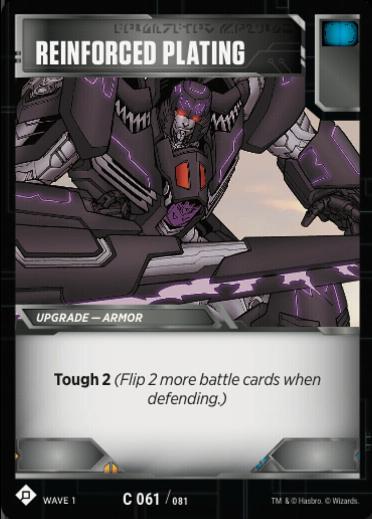 REINFORCED PLATING
UPGRADE — ARMOR
Tough 2 (Flip 2 more battle cards when
defending.)
WAVE 1 C 061 / 081 TM & © Hasbro. © Wizards.